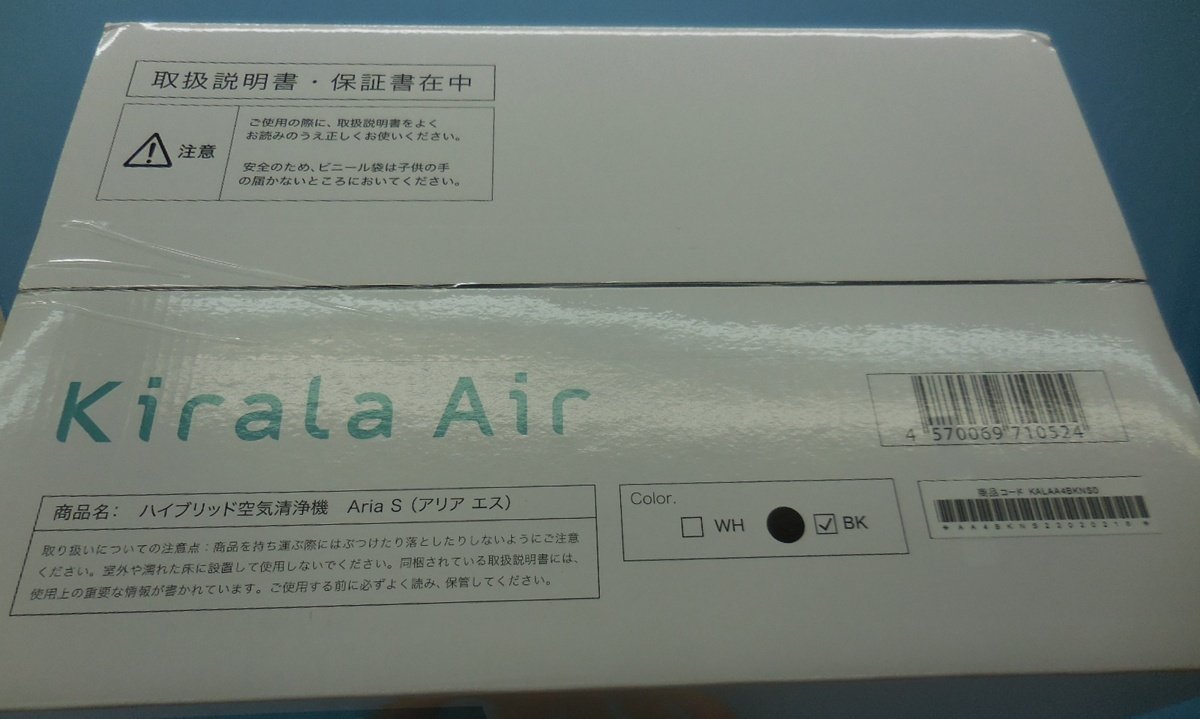 取扱説明書・保証書在中
注意
ご使用の際に、取扱説明書をよく
お読みのうえ正しくお使いください。
安全のため、ビニール袋は子供の手
の届かないところにおいてください。
Kirala Air
4 570069 710524
商品名： ハイブリッド空気清浄機 Aria S（アリア エス）
取り扱いについての注意点：商品を持ち運ぶ際にはぶつけたり落としたりしないようにご注意
ください。室外や濡れた床に設置して使用しないでください。同梱されている取扱説明書には、
使用上の重要な情報が書かれています。ご使用する前に必ずよく読み、保管してください。
Color.
WH
BK
商品コード KALAA4BKNSD
*AA4BKNS22020218*